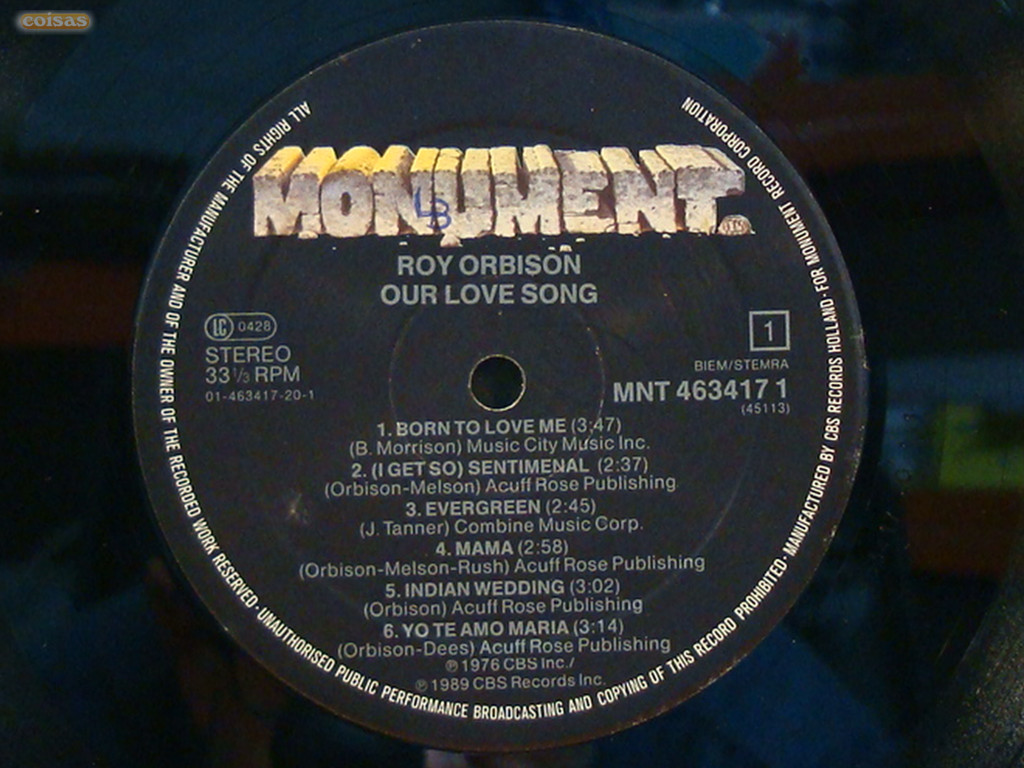 coisas
MONUMENT.
LB
ROY ORBISON
OUR LOVE SONG
LC 0428
STEREO
33 1/3 RPM
01-463417-20-1
1
BIEM/STEMRA
MNT 463417 1
(45113)
1. BORN TO LOVE ME (3:47)
(B. Morrison) Music City Music Inc.
2. (I GET SO) SENTIMENAL (2:37)
(Orbison-Melson) Acuff Rose Publishing
3. EVERGREEN (2:45)
(J. Tanner) Combine Music Corp.
4. MAMA (2:58)
(Orbison-Melson-Rush) Acuff Rose Publishing
5. INDIAN WEDDING (3:02)
(Orbison) Acuff Rose Publishing
6. YO TE AMO MARIA (3:14)
(Orbison-Dees) Acuff Rose Publishing
℗ 1976 CBS Inc./
℗ 1989 CBS Records Inc.
ALL RIGHTS OF THE MANUFACTURER AND OF THE OWNER OF THE RECORDED WORK RESERVED · UNAUTHORISED PUBLIC PERFORMANCE BROADCASTING AND COPYING OF THIS RECORD PROHIBITED · MANUFACTURED BY CBS RECORDS HOLLAND · FOR MONUMENT RECORD CORPORATION